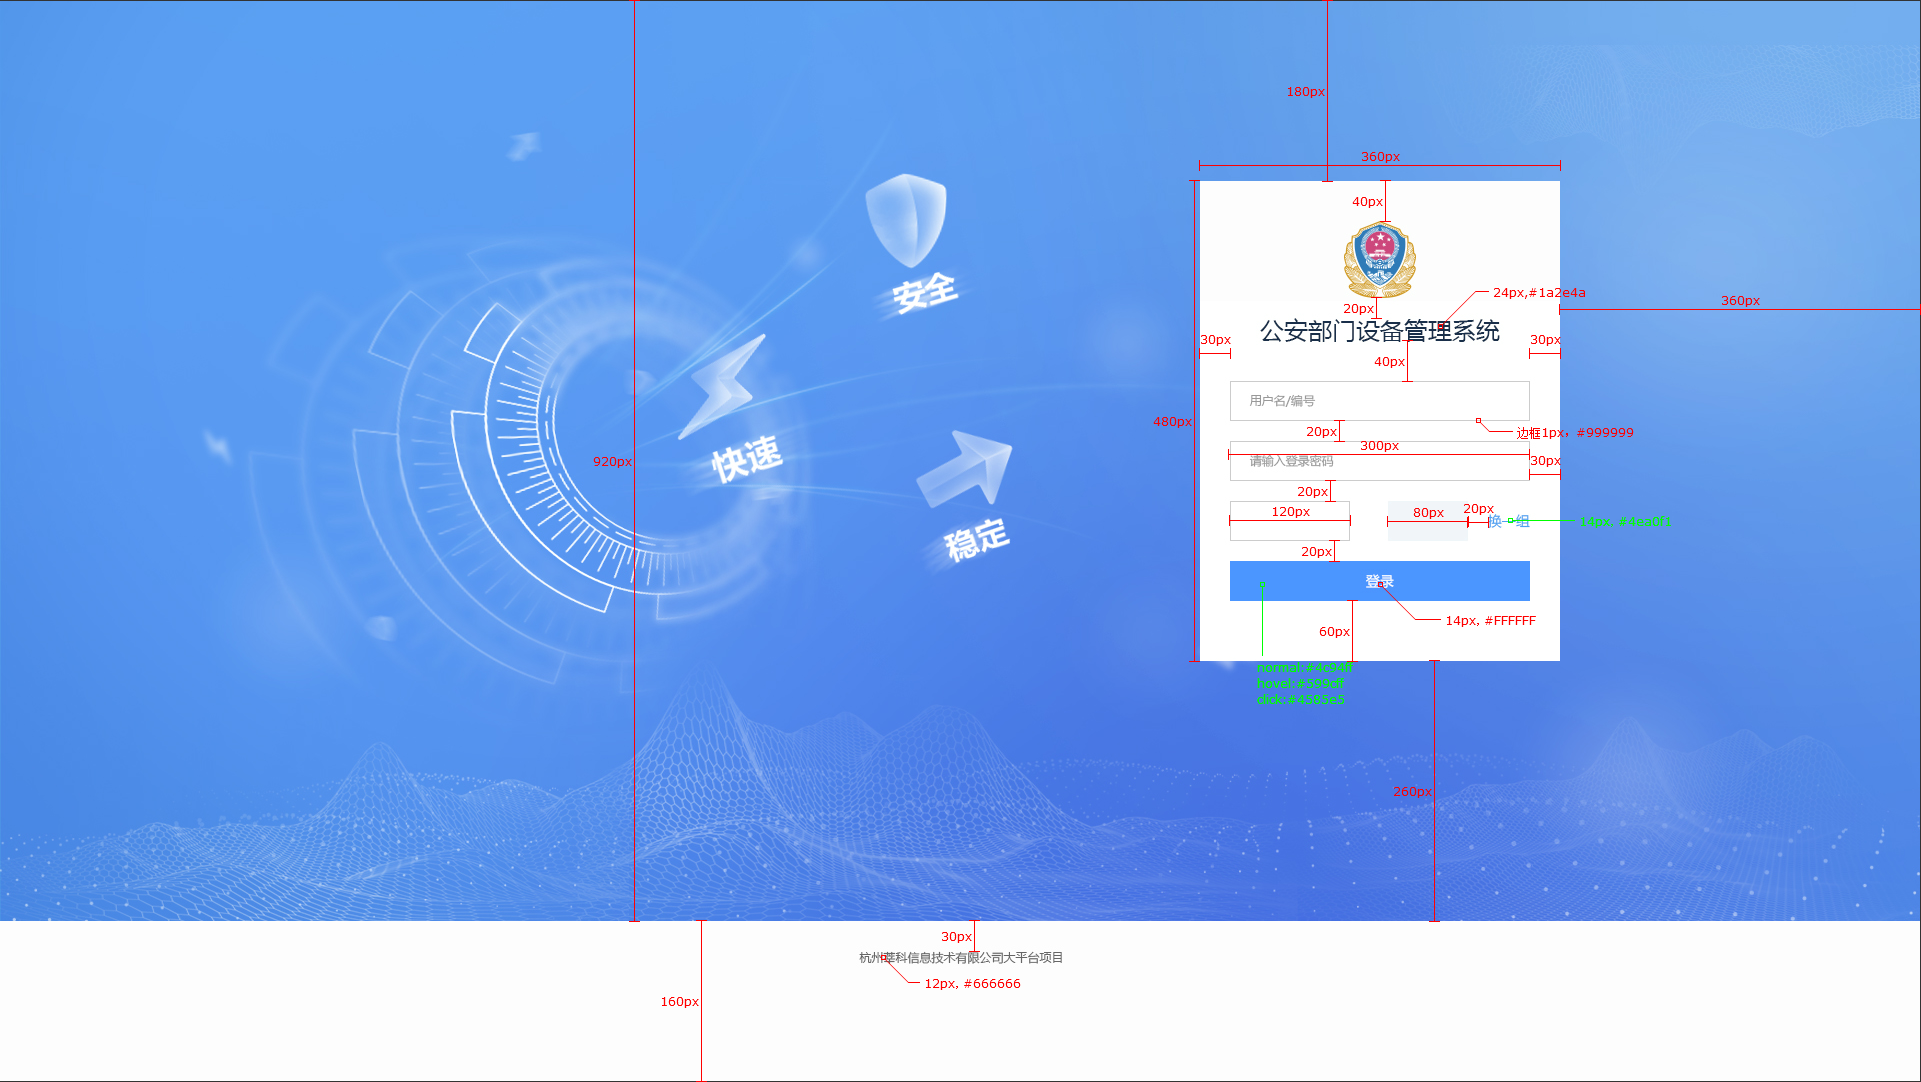 180px
360px
40px
安全
24px,#1a2e4a
20px
360px
公安部门设备管理系统
30px
30px
40px
用户名/编号
480px
20px
边框1px，#999999
300px
快速
920px
请输入登录密码
30px
20px
120px
80px
20px
换一组
稳定
20px
登录
14px, #FFFFFF
60px
normal:#4c94ff
hovel:#599cff
click:#4585e5
260px
30px
杭州萃科信息技术有限公司大平台项目
12px, #666666
160px